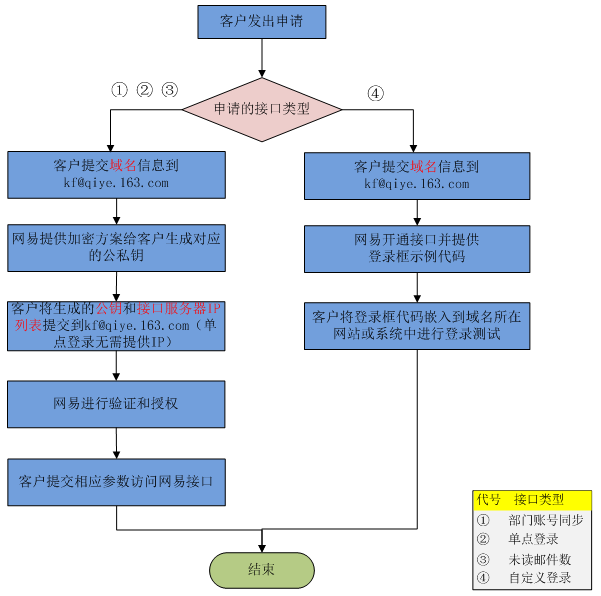 客户发出申请
① ② ③
申请的接口类型
④
客户提交域名信息到
kf@qiye.163.com
网易提供加密方案给客户生成对应
的公私钥
客户将生成的公钥和接口服务器IP
列表提交到kf@qiye.163.com（单
点登录无需提供IP）
网易进行验证和授权
客户提交相应参数访问网易接口
客户提交域名信息到
kf@qiye.163.com
网易开通接口并提供
登录框示例代码
客户将登录框代码嵌入到域名所在
网站或系统中进行登录测试
结束
代号 接口类型
① 部门账号同步
② 单点登录
③ 未读邮件数
④ 自定义登录